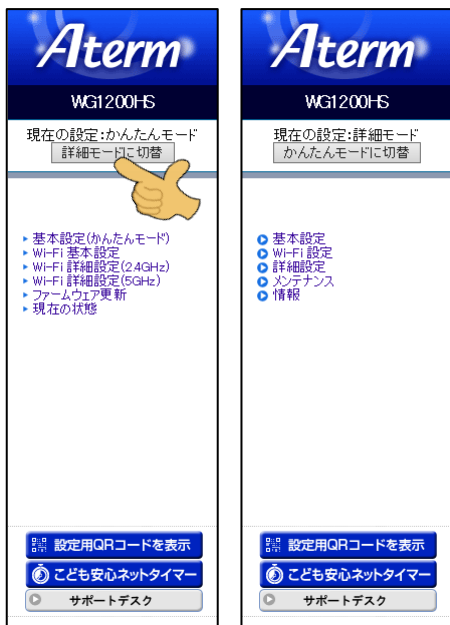 Aterm
WG1200HS
現在の設定:かんたんモード
詳細モードに切替
基本設定(かんたんモード)
Wi-Fi 基本設定
Wi-Fi 詳細設定(2.4GHz)
Wi-Fi 詳細設定(5GHz)
ファームウェア更新
現在の状態
設定用QRコードを表示
こども安心ネットタイマー
サポートデスク
Aterm
WG1200HS
現在の設定:詳細モード
かんたんモードに切替
基本設定
Wi-Fi 設定
詳細設定
メンテナンス
情報
設定用QRコードを表示
こども安心ネットタイマー
サポートデスク